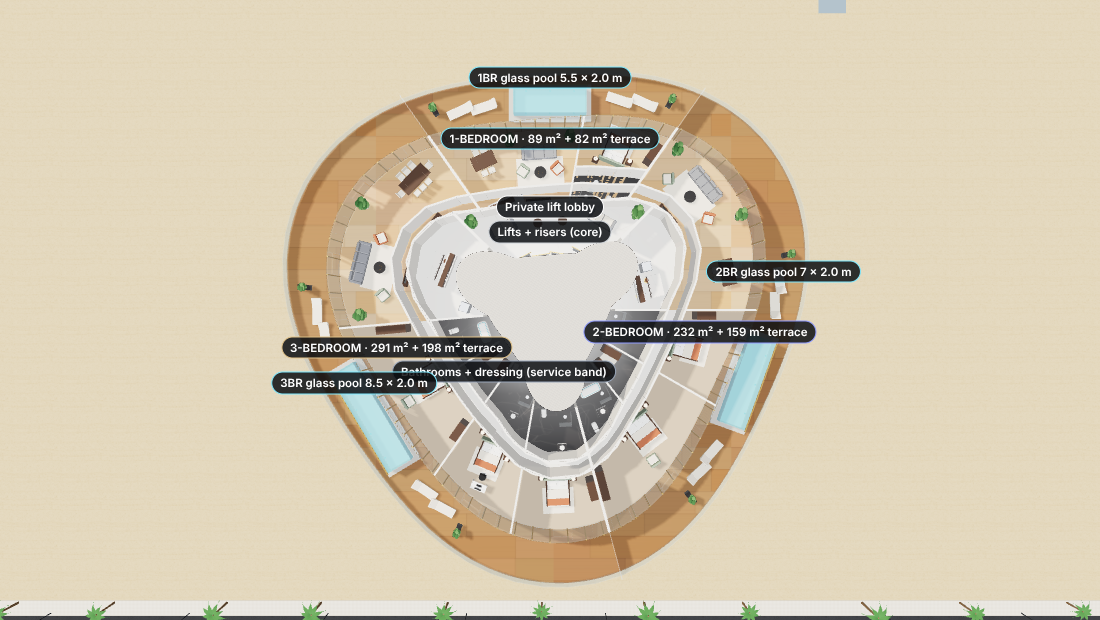 1BR glass pool 5.5 × 2.0 m
1-BEDROOM · 89 m² + 82 m² terrace
Private lift lobby
Lifts + risers (core)
2BR glass pool 7 × 2.0 m
2-BEDROOM · 232 m² + 159 m² terrace
3-BEDROOM · 291 m² + 198 m² terrace
Bathrooms + dressing (service band)
3BR glass pool 8.5 × 2.0 m